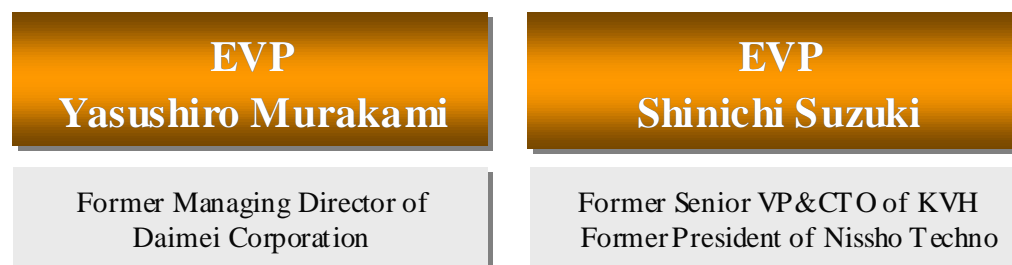 EVP
Yasushiro Murakami
EVP
Shinichi Suzuki
Former Managing Director of
Daimei Corporation
Former Senior VP&CTO of KVH
Former President of Nissho Techno